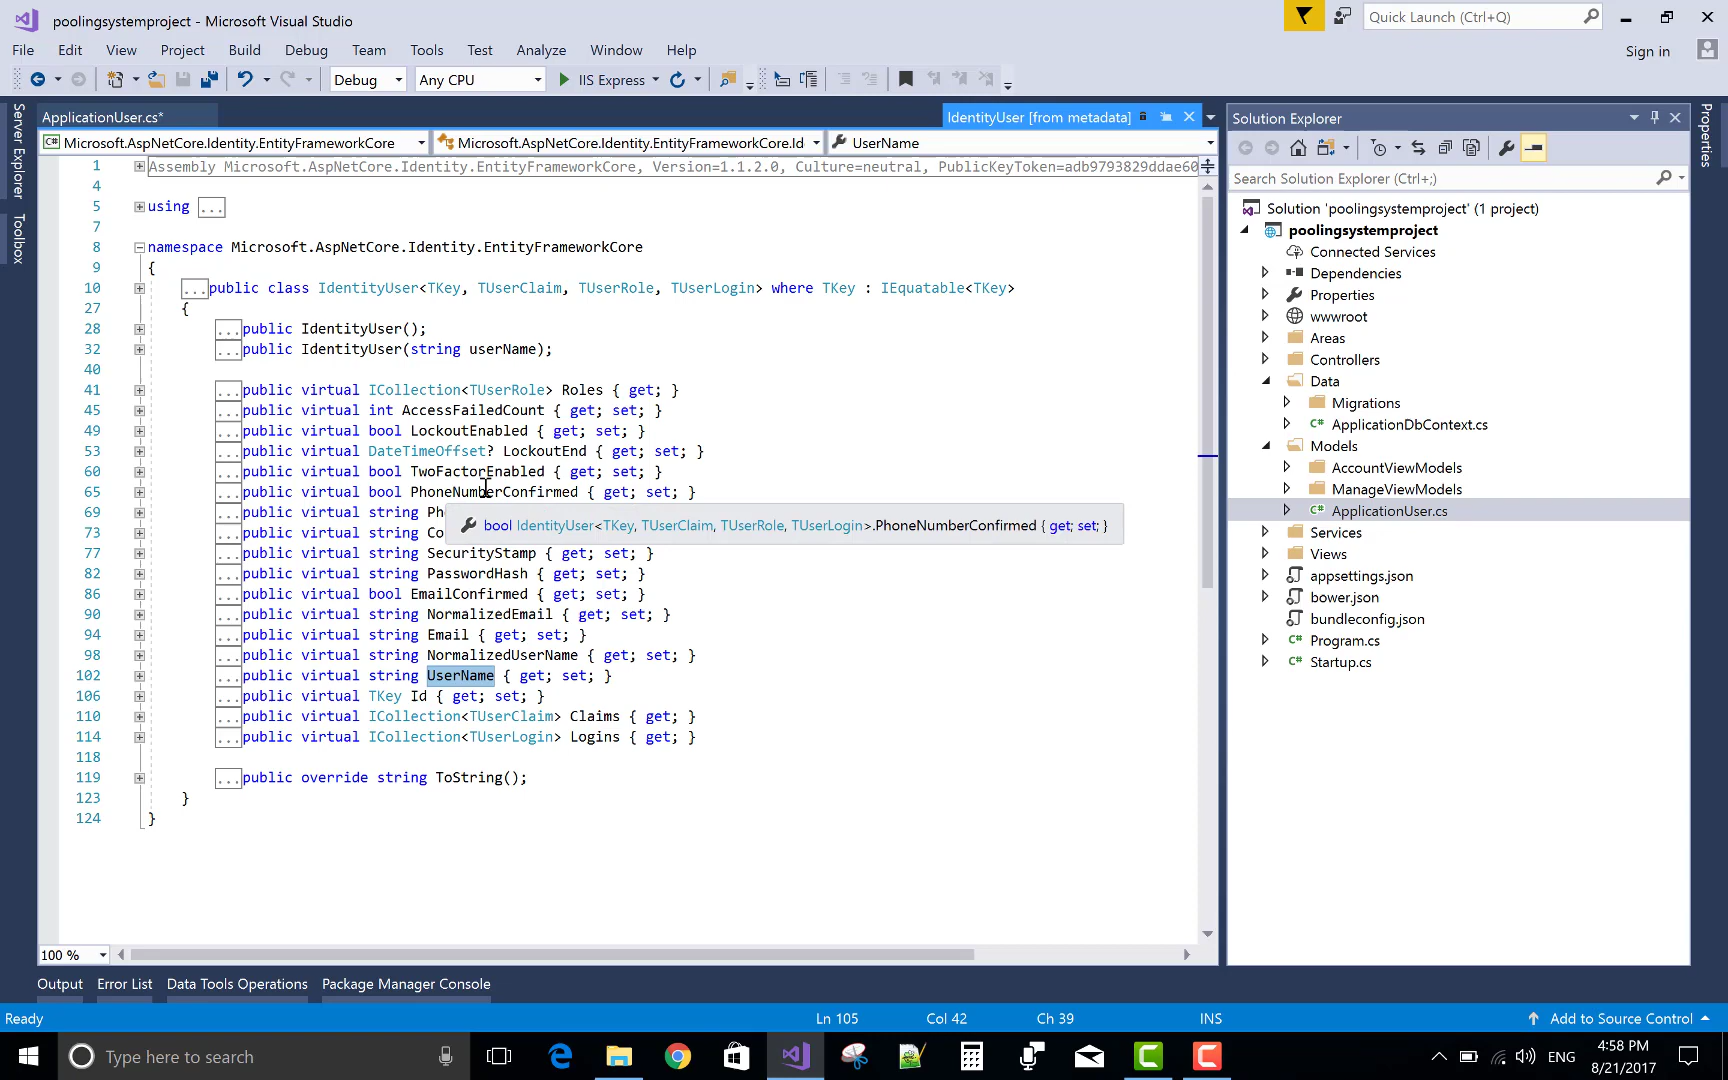 poolingsystemproject - Microsoft Visual Studio
Quick Launch (Ctrl+Q)
File Edit View Project Build Debug Team Tools Test Analyze Window Help
Sign in
Debug Any CPU IIS Express
Server Explorer
Toolbox
ApplicationUser.cs*
IdentityUser [from metadata]
Microsoft.AspNetCore.Identity.EntityFrameworkCore
Microsoft.AspNetCore.Identity.EntityFrameworkCore.Id
UserName
1 Assembly Microsoft.AspNetCore.Identity.EntityFrameworkCore, Version=1.1.2.0, Culture=neutral, PublicKeyToken=adb9793829ddae60
4
5 using ...
7
8 namespace Microsoft.AspNetCore.Identity.EntityFrameworkCore
9 {
10 ...public class IdentityUser<TKey, TUserClaim, TUserRole, TUserLogin> where TKey : IEquatable<TKey>
27 {
28 ...public IdentityUser();
32 ...public IdentityUser(string userName);
40
41 ...public virtual ICollection<TUserRole> Roles { get; }
45 ...public virtual int AccessFailedCount { get; set; }
49 ...public virtual bool LockoutEnabled { get; set; }
53 ...public virtual DateTimeOffset? LockoutEnd { get; set; }
60 ...public virtual bool TwoFactorEnabled { get; set; }
65 ...public virtual bool PhoneNumberConfirmed { get; set; }
69 ...public virtual string Ph
bool IdentityUser<TKey, TUserClaim, TUserRole, TUserLogin>.PhoneNumberConfirmed { get; set; }
73 ...public virtual string Co
77 ...public virtual string SecurityStamp { get; set; }
82 ...public virtual string PasswordHash { get; set; }
86 ...public virtual bool EmailConfirmed { get; set; }
90 ...public virtual string NormalizedEmail { get; set; }
94 ...public virtual string Email { get; set; }
98 ...public virtual string NormalizedUserName { get; set; }
102 ...public virtual string UserName { get; set; }
106 ...public virtual TKey Id { get; set; }
110 ...public virtual ICollection<TUserClaim> Claims { get; }
114 ...public virtual ICollection<TUserLogin> Logins { get; }
118
119 ...public override string ToString();
123 }
124 }
100 %
Solution Explorer
Search Solution Explorer (Ctrl+;)
Solution 'poolingsystemproject' (1 project)
poolingsystemproject
Connected Services
Dependencies
Properties
wwwroot
Areas
Controllers
Data
Migrations
ApplicationDbContext.cs
Models
AccountViewModels
ManageViewModels
ApplicationUser.cs
Services
Views
appsettings.json
bower.json
bundleconfig.json
Program.cs
Startup.cs
Properties
Output Error List Data Tools Operations Package Manager Console
Ready Ln 105 Col 42 Ch 39 INS Add to Source Control
Type here to search
ENG
4:58 PM
8/21/2017